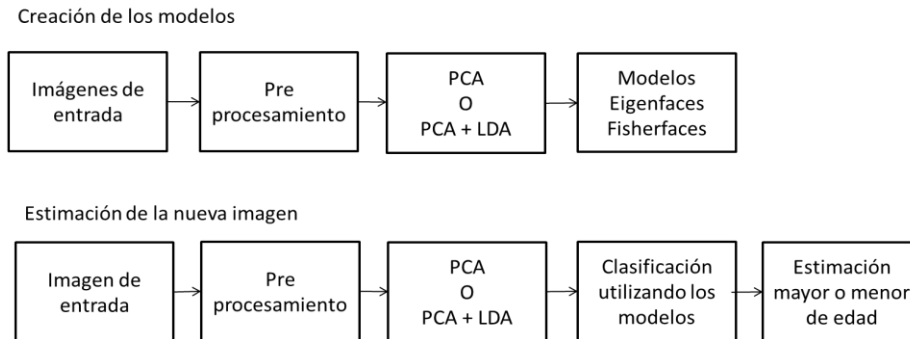 Creación de los modelos
Imágenes de
entrada
Pre
procesamiento
PCA
O
PCA + LDA
Modelos
Eigenfaces
Fisherfaces
Estimación de la nueva imagen
Imagen de
entrada
Pre
procesamiento
PCA
O
PCA + LDA
Clasificación
utilizando los
modelos
Estimación
mayor o menor
de edad